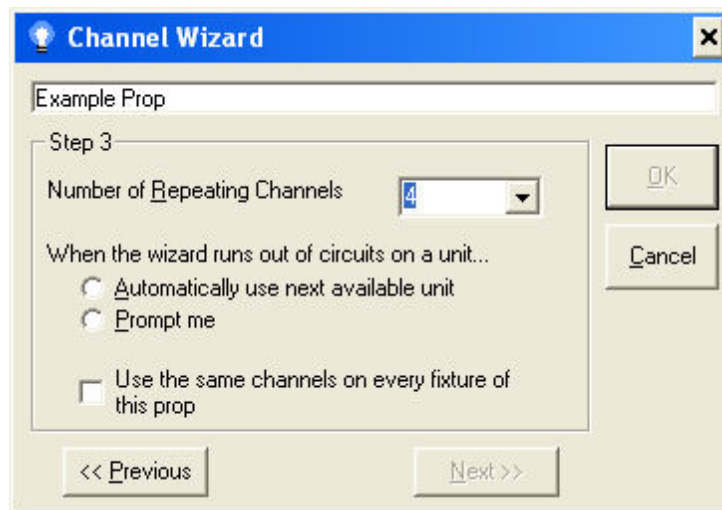 Channel Wizard
Example Prop
Step 3
Number of Repeating Channels
4
OK
When the wizard runs out of circuits on a unit...
Cancel
Automatically use next available unit
Prompt me
Use the same channels on every fixture of
this prop
<< Previous
Next >>